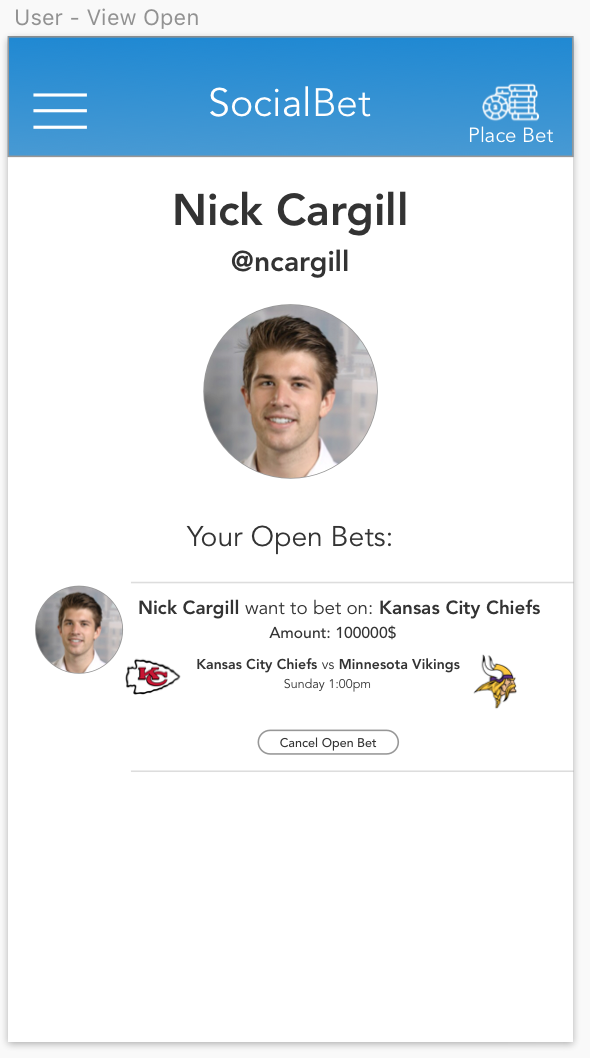 User - View Open
SocialBet
Place Bet
Nick Cargill
@ncargill
Your Open Bets:
Nick Cargill want to bet on: Kansas City Chiefs
Amount: 100000$
Kansas City Chiefs vs Minnesota Vikings
Sunday 1:00pm
KC
Cancel Open Bet